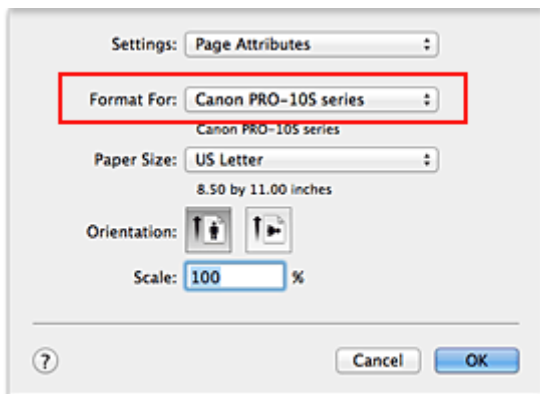 Settings: Page Attributes
Format For: Canon PRO-10S series
Canon PRO-10S series
Paper Size: US Letter
8.50 by 11.00 inches
Orientation:
Scale: 100 %
? Cancel OK